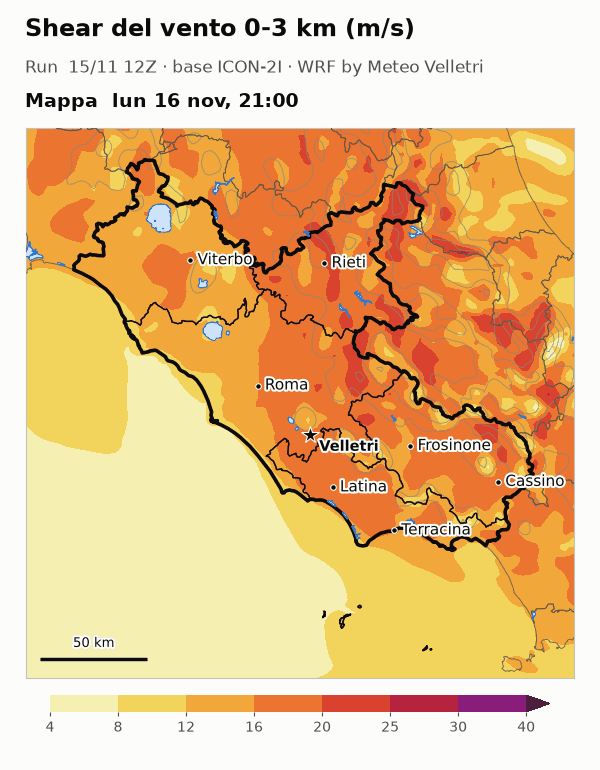 Shear del vento 0-3 km (m/s)
Run  15/11 12Z · base ICON-2I · WRF by Meteo Velletri
Mappa  lun 16 nov, 21:00
Viterbo
Rieti
Roma
Velletri
Frosinone
Latina
Cassino
Terracina
50 km
4 8 12 16 20 25 30 40